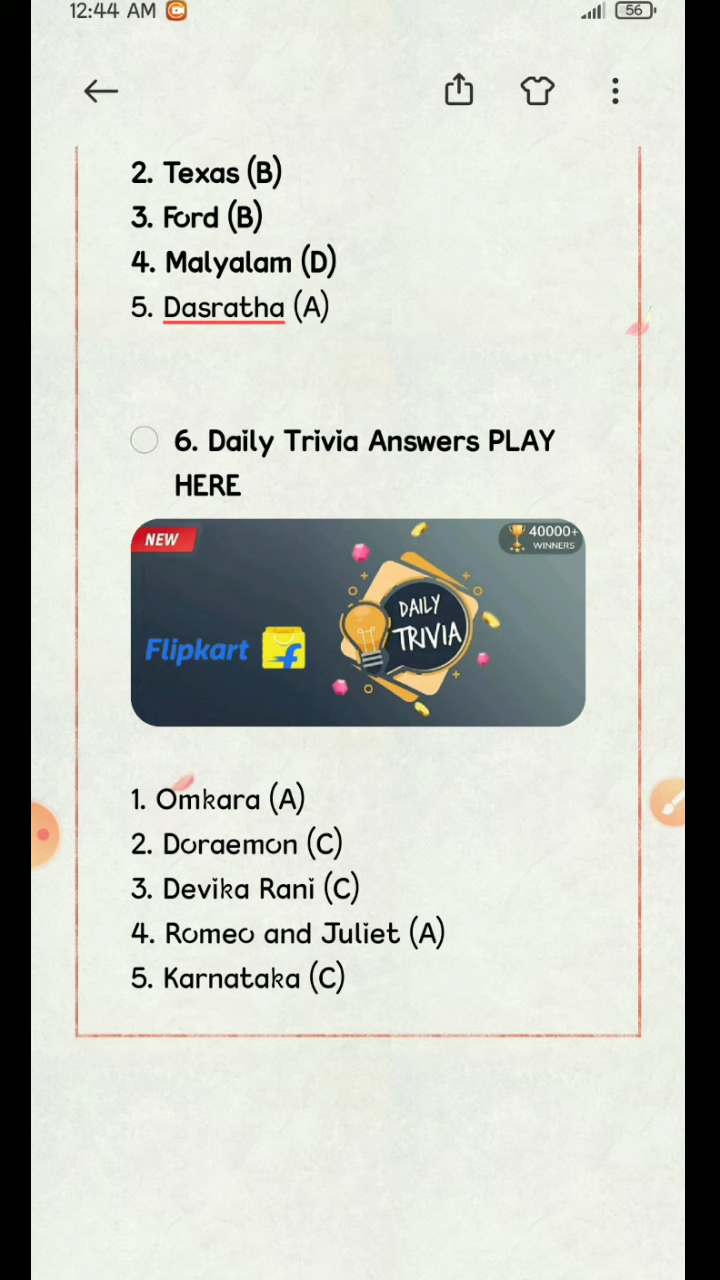 12:44 AM
56
2. Texas (B)
3. Ford (B)
4. Malyalam (D)
5. Dasratha (A)
6. Daily Trivia Answers PLAY
HERE
NEW
40000+
WINNERS
DAILY
TRIVIA
Flipkart
1. Omkara (A)
2. Doraemon (C)
3. Devika Rani (C)
4. Romeo and Juliet (A)
5. Karnataka (C)